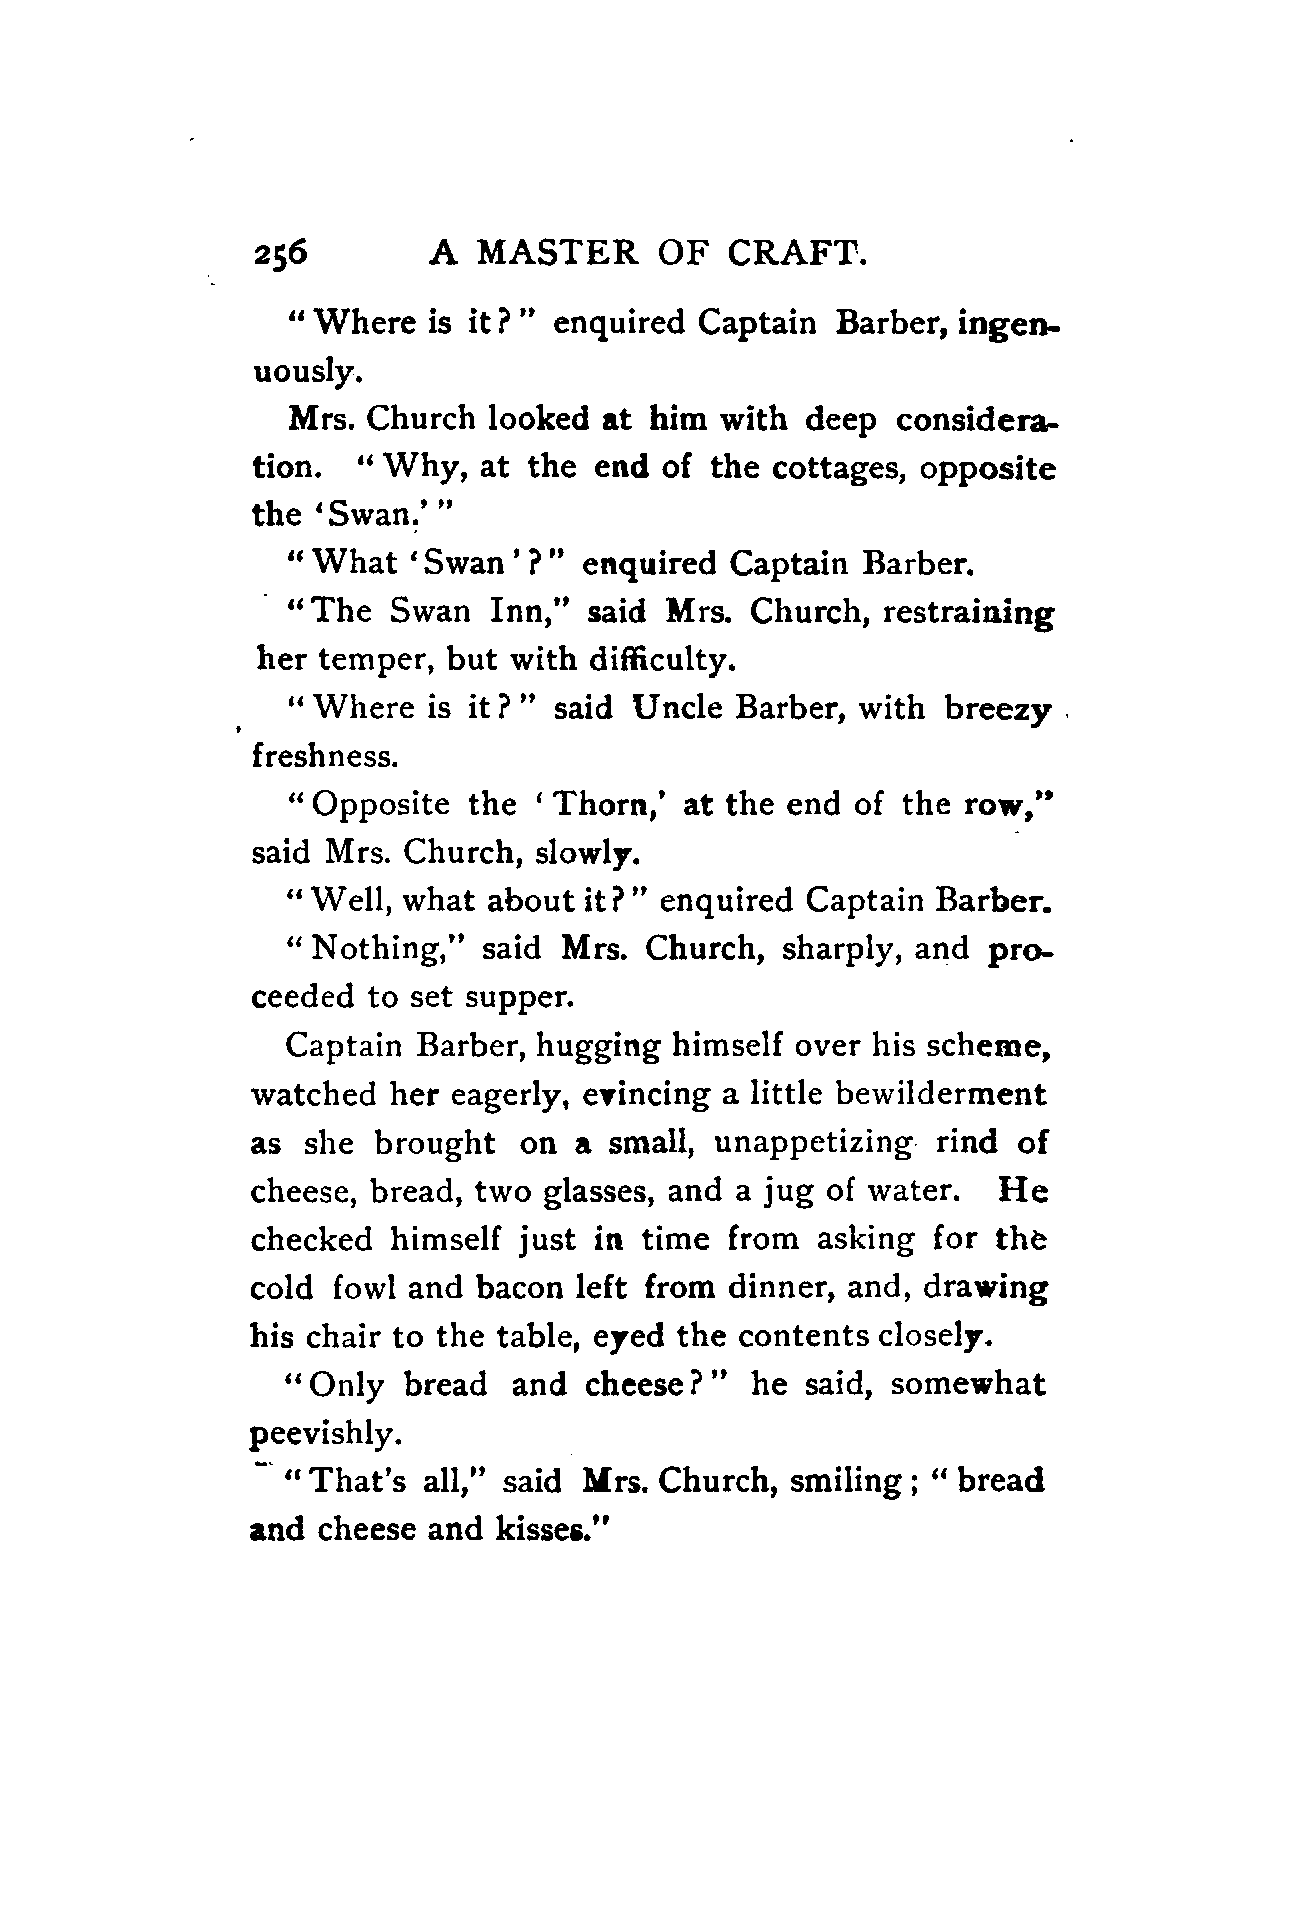 256 A MASTER OF CRAFT.
“Where is it?” enquired Captain Barber, ingen-
uously.
Mrs. Church looked at him with deep considera-
tion. “Why, at the end of the cottages, opposite
the ‘Swan.’”
“What ‘Swan’?” enquired Captain Barber.
“The Swan Inn,” said Mrs. Church, restraining
her temper, but with difficulty.
“Where is it?” said Uncle Barber, with breezy
freshness.
“Opposite the ‘Thorn,’ at the end of the row,”
said Mrs. Church, slowly.
“Well, what about it?” enquired Captain Barber.
“Nothing,” said Mrs. Church, sharply, and pro-
ceeded to set supper.
Captain Barber, hugging himself over his scheme,
watched her eagerly, evincing a little bewilderment
as she brought on a small, unappetizing rind of
cheese, bread, two glasses, and a jug of water. He
checked himself just in time from asking for the
cold fowl and bacon left from dinner, and, drawing
his chair to the table, eyed the contents closely.
“Only bread and cheese?” he said, somewhat
peevishly.
“That's all,” said Mrs. Church, smiling; “bread
and cheese and kisses.”